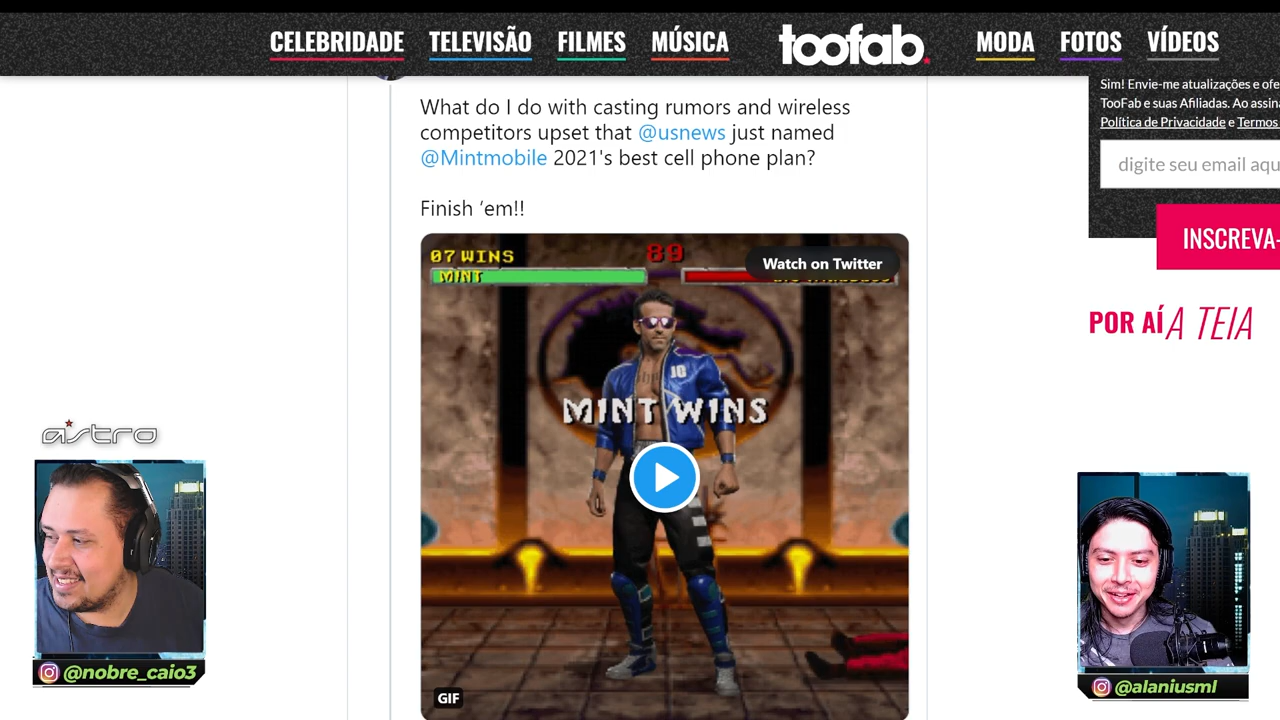 CELEBRIDADE TELEVISÃO FILMES MÚSICA toofab. MODA FOTOS VÍDEOS
Sim! Envie-me atualizações e ofe
TooFab e suas Afiliadas. Ao assina
Política de Privacidade e Termos
digite seu email aqu
INSCREVA-
POR AÍ A TEIA
What do I do with casting rumors and wireless
competitors upset that @usnews just named
@Mintmobile 2021's best cell phone plan?
Finish ‘em!!
07 WINS
89
MINT
Watch on Twitter
JC
MINT WINS
GIF
astro
@nobre_caio3
@alaniusml